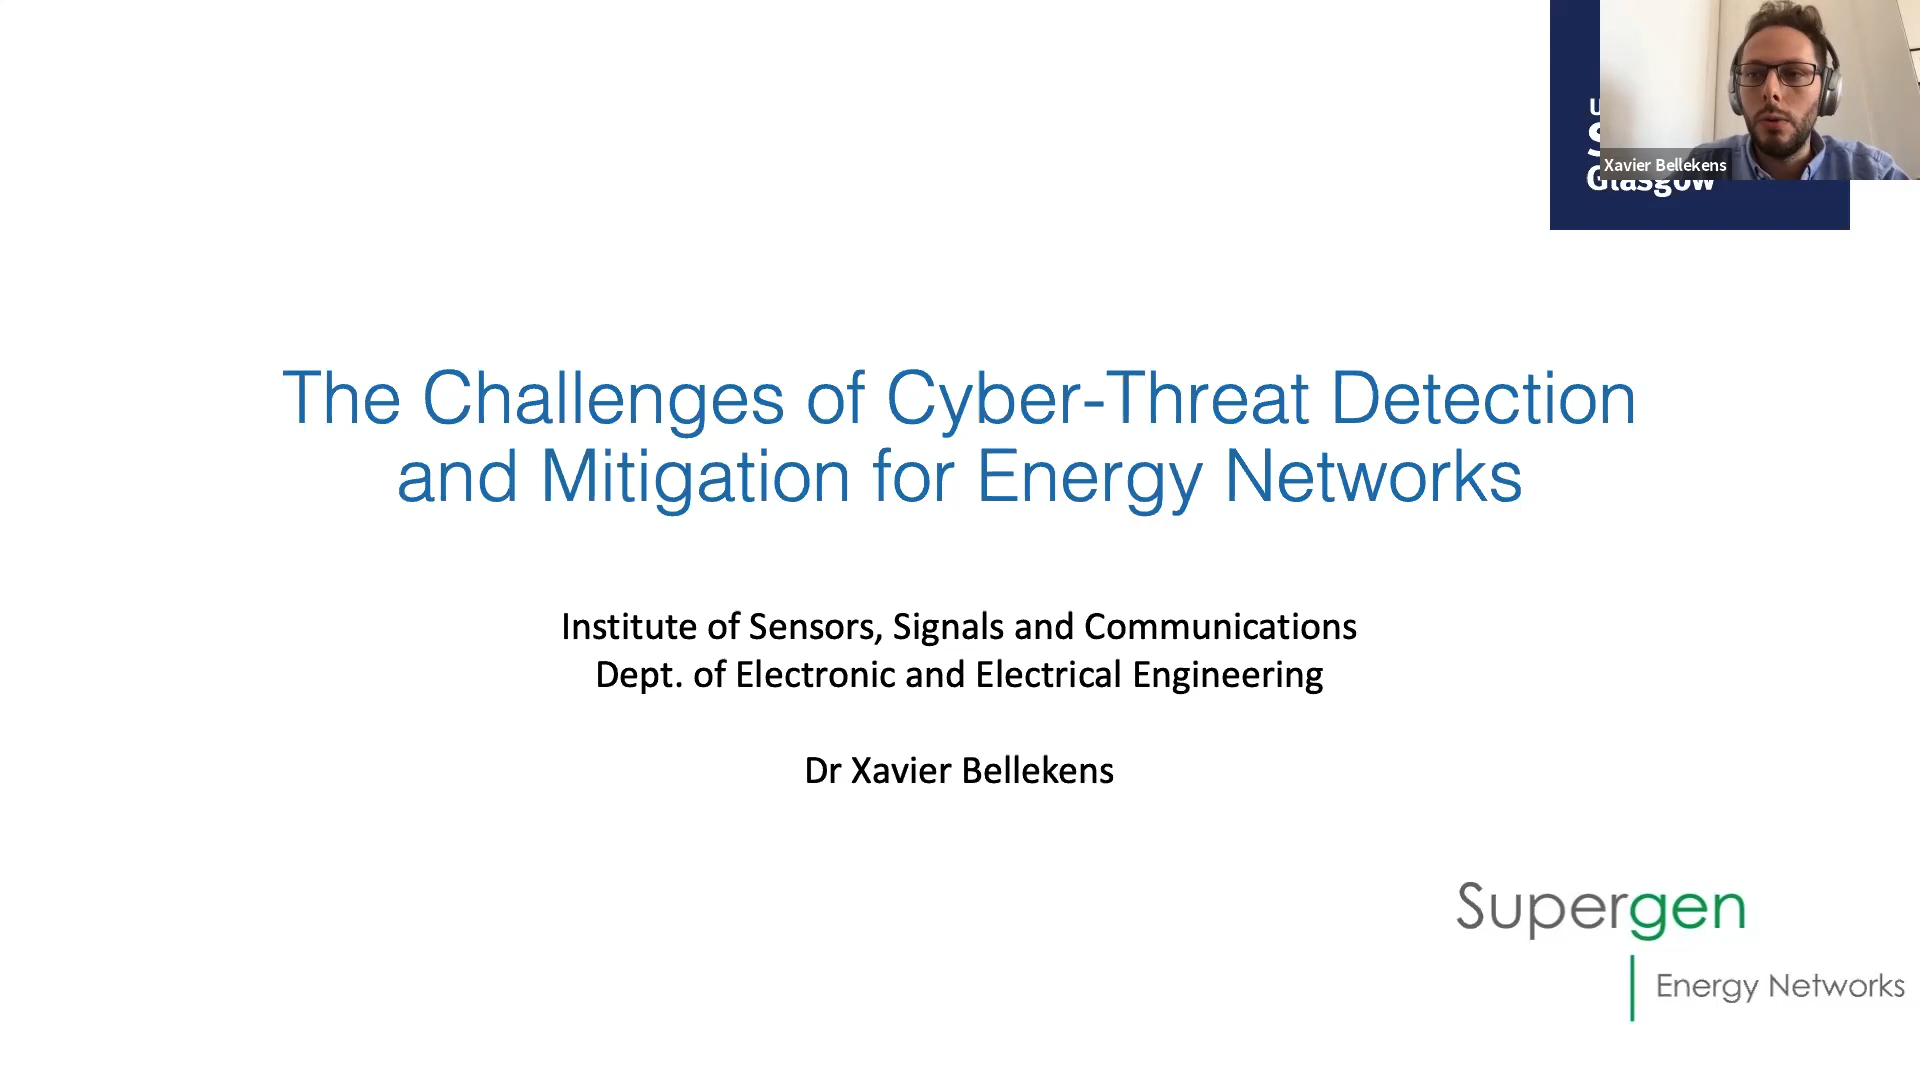 Xavier Bellekens
Glasgow
The Challenges of Cyber-Threat Detection
and Mitigation for Energy Networks
Institute of Sensors, Signals and Communications
Dept. of Electronic and Electrical Engineering
Dr Xavier Bellekens
Supergen
Energy Networks